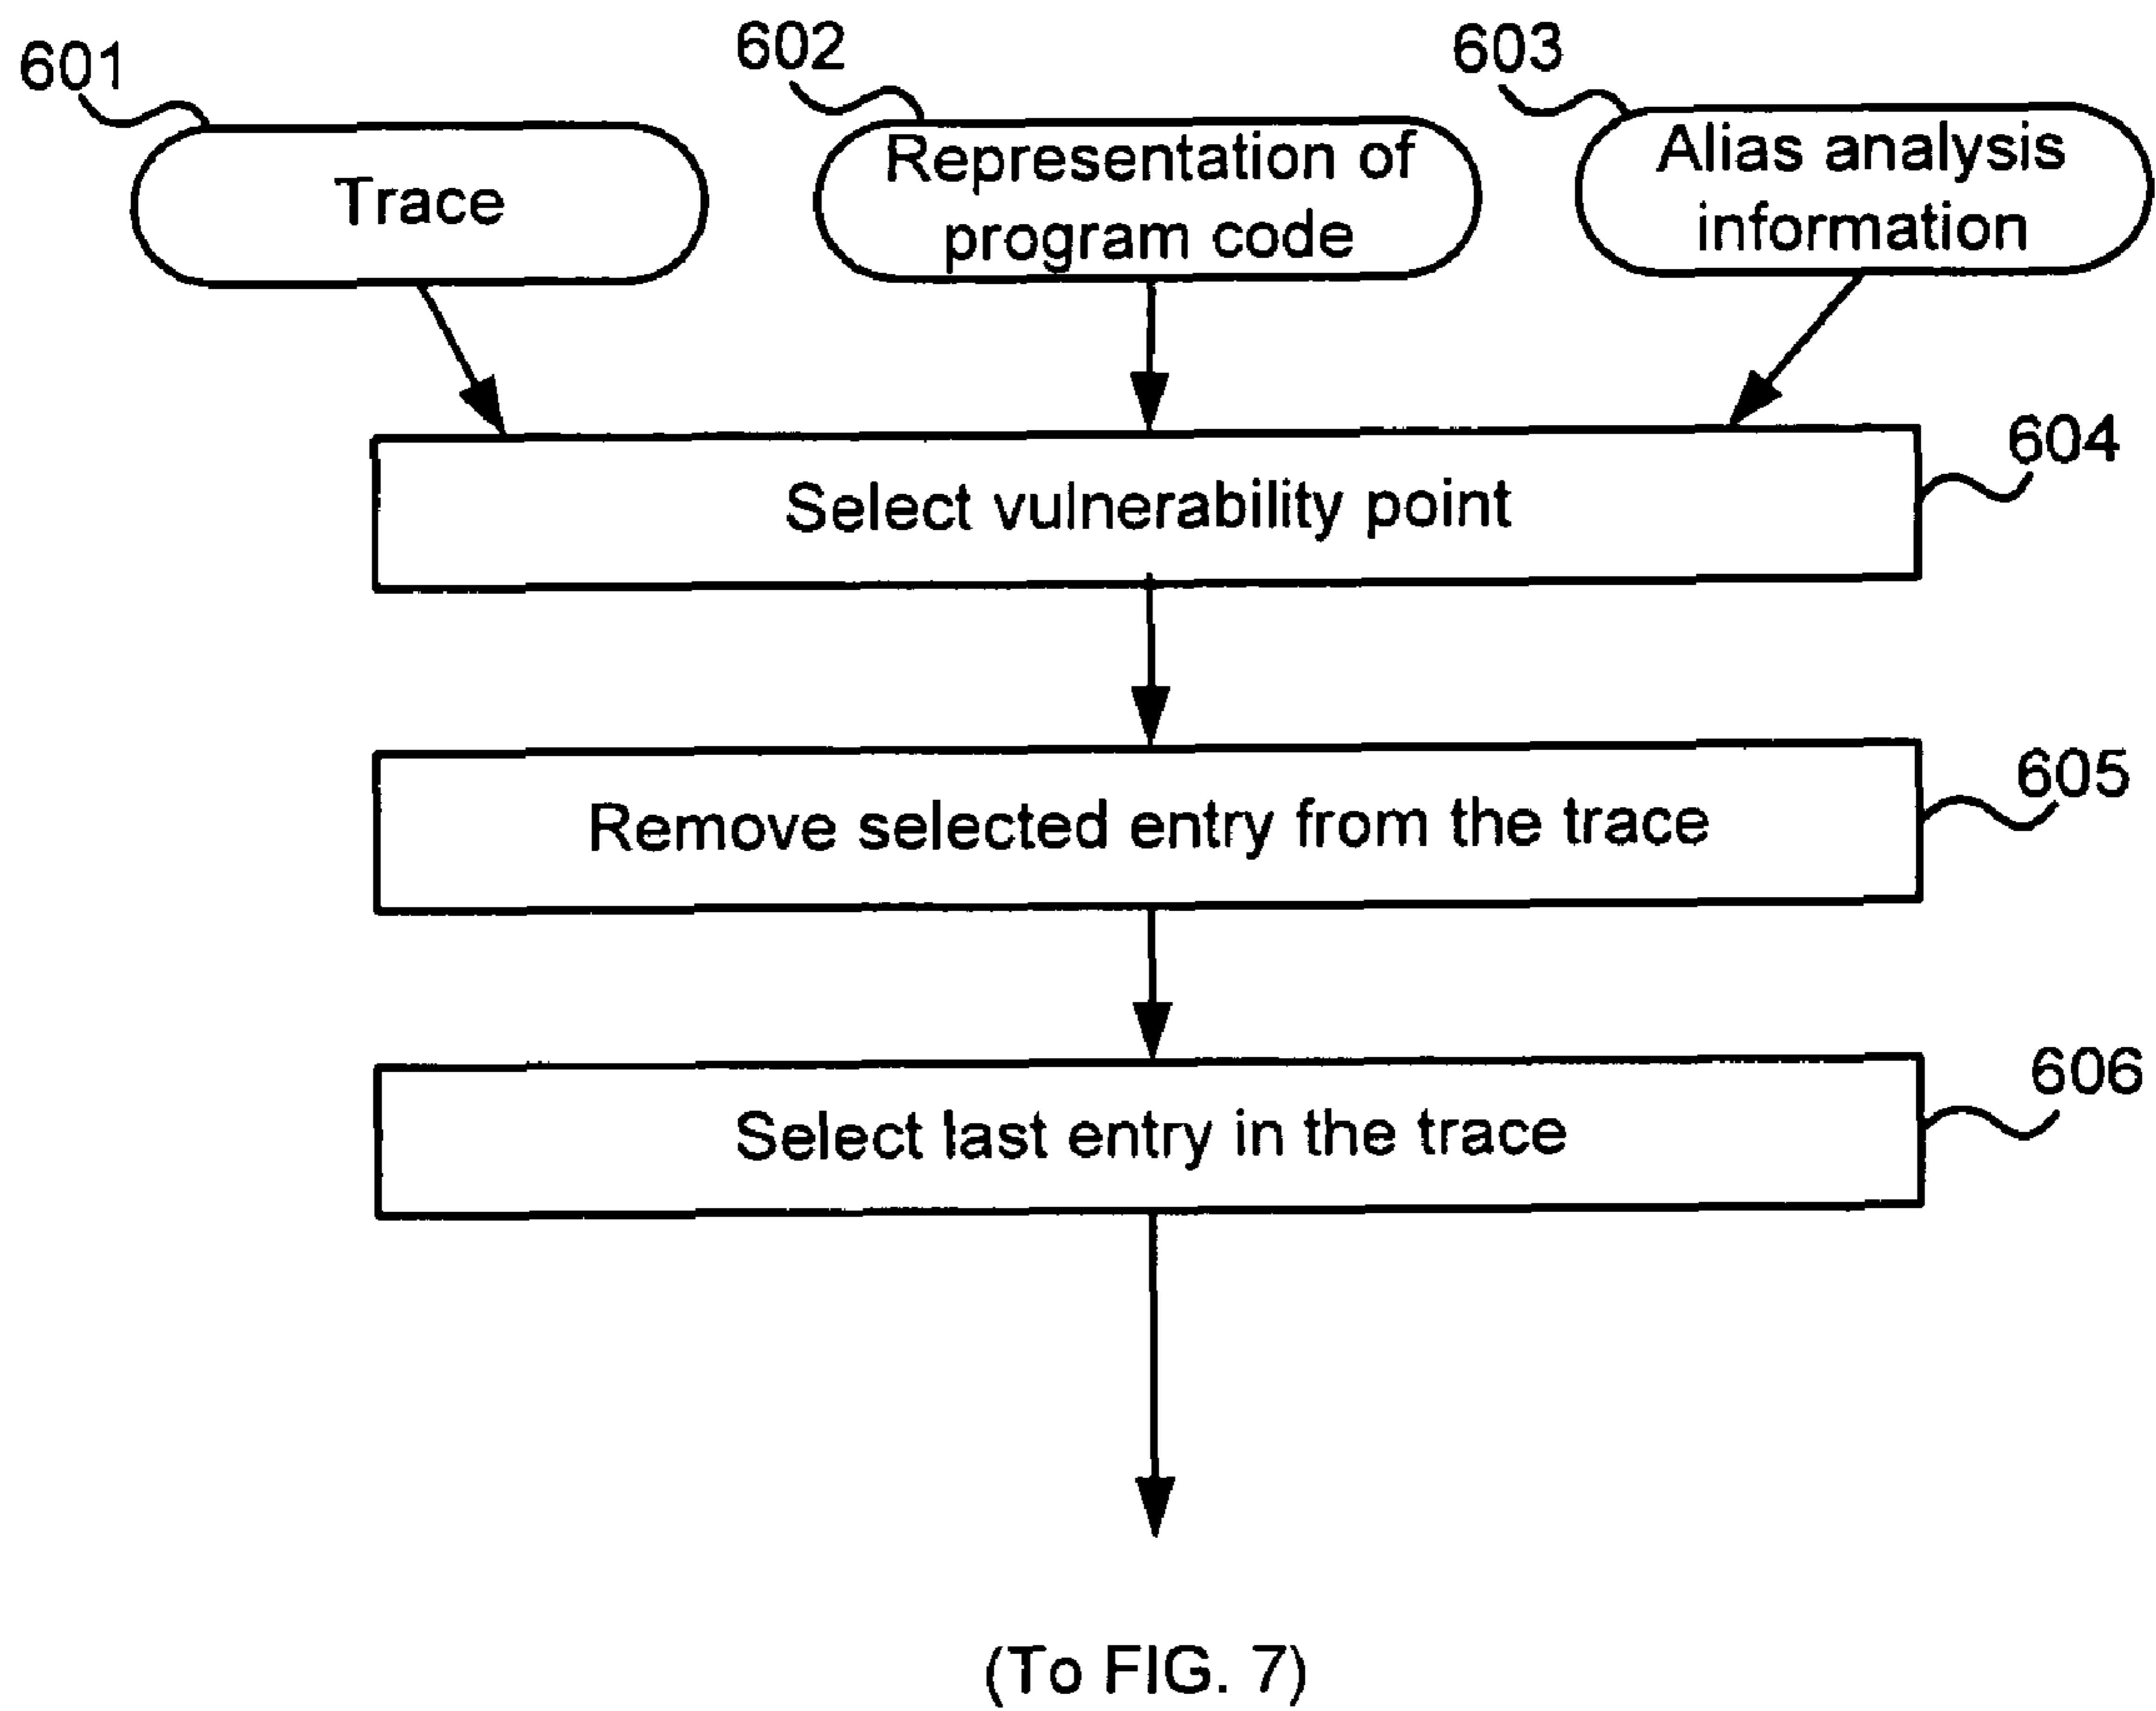 601
602
603
Trace
Representation of
program code
Alias analysis
information
604
Select vulnerability point
605
Remove selected entry from the trace
606
Select last entry in the trace
(To FIG. 7)